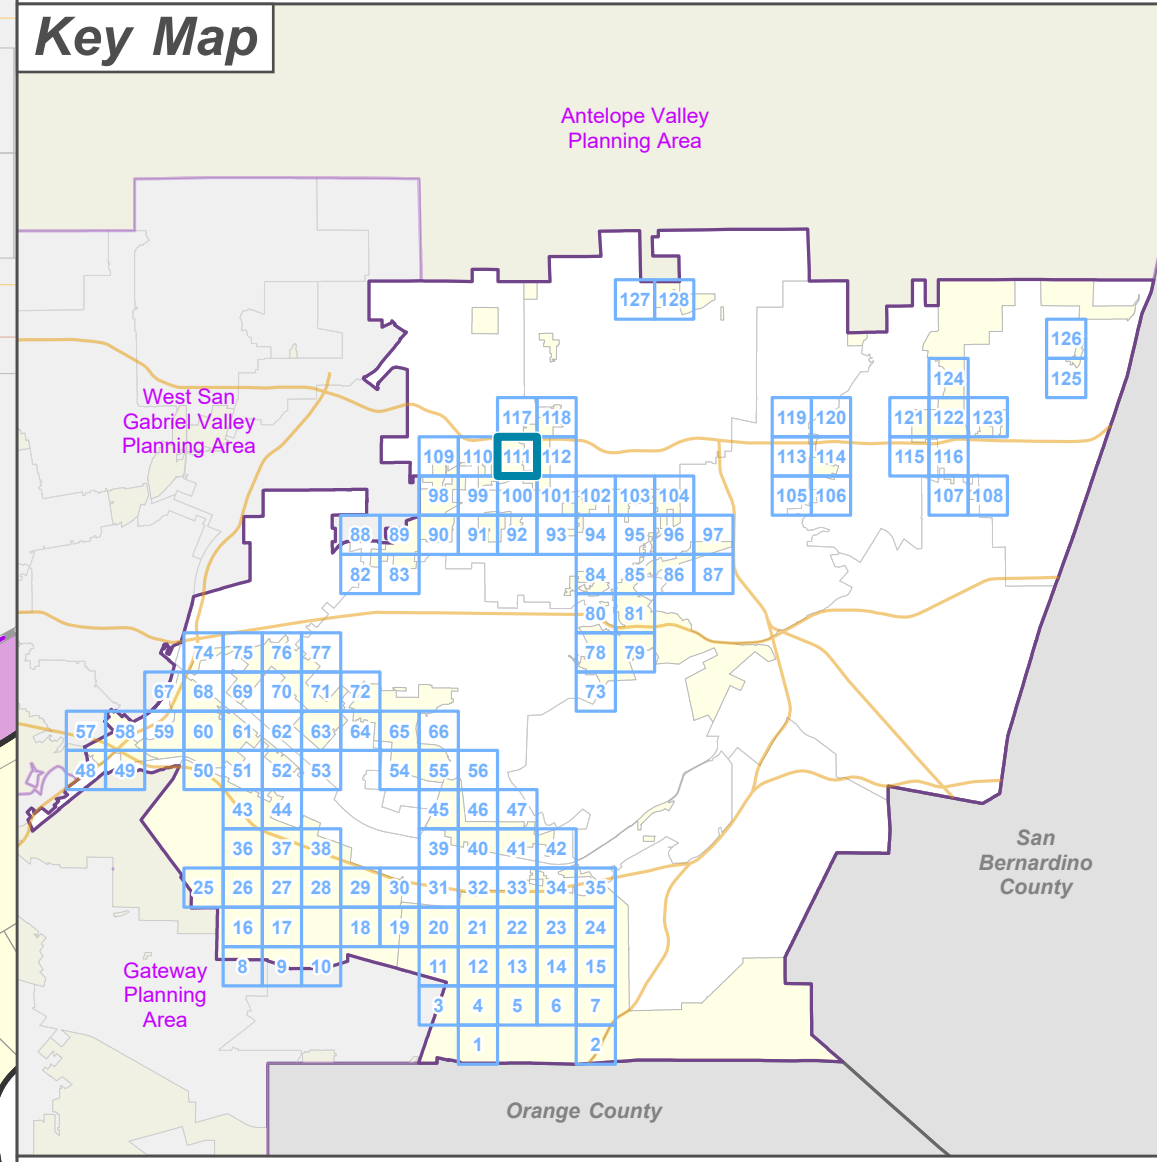 Key Map
Antelope Valley
Planning Area
127 128
126
124 125
West San
Gabriel Valley
Planning Area
117 118 119 120 121 122 123
109 110 111 112 113 114 115 116
98 99 100 101 102 103 104 105 106 107 108
88 89 90 91 92 93 94 95 96 97
82 83 84 85 86 87
80 81
74 75 76 77 78 79
67 68 69 70 71 72 73
57 58 59 60 61 62 63 64 65 66
48 49 50 51 52 53 54 55 56
43 44 45 46 47
36 37 38 39 40 41 42
San
Bernardino
County
25 26 27 28 29 30 31 32 33 34 35
16 17 18 19 20 21 22 23 24
8 9 10 11 12 13 14 15
Gateway
Planning
Area
3 4 5 6 7
1 2
Orange County